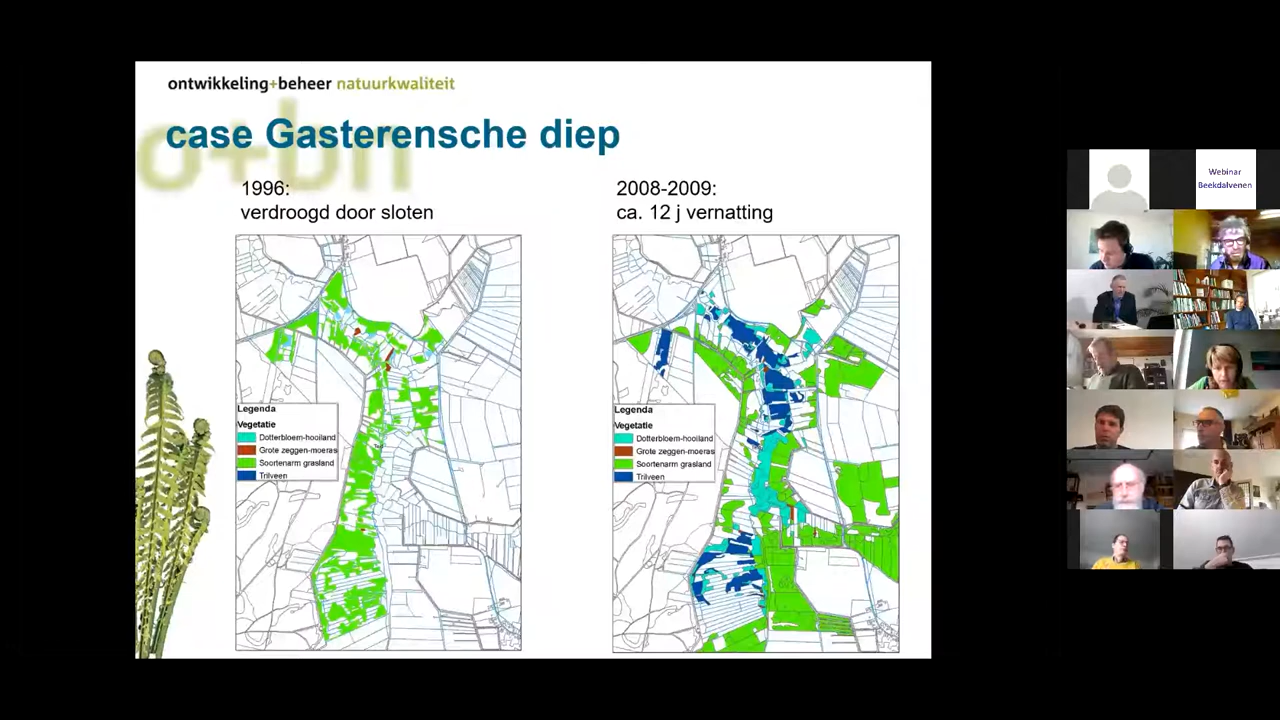 ontwikkeling+beheer natuurkwaliteit
o+bn
case Gasterensche diep
1996:
verdroogd door sloten
2008-2009:
ca. 12 j vernatting
Legenda
Vegetatie
Dotterbloem-hooiland
Grote zeggen-moeras
Soortenarm grasland
Trilveen
Legenda
Vegetatie
Dotterbloem-hooiland
Grote zeggen-moeras
Soortenarm grasland
Trilveen
Webinar
Beekdalvenen